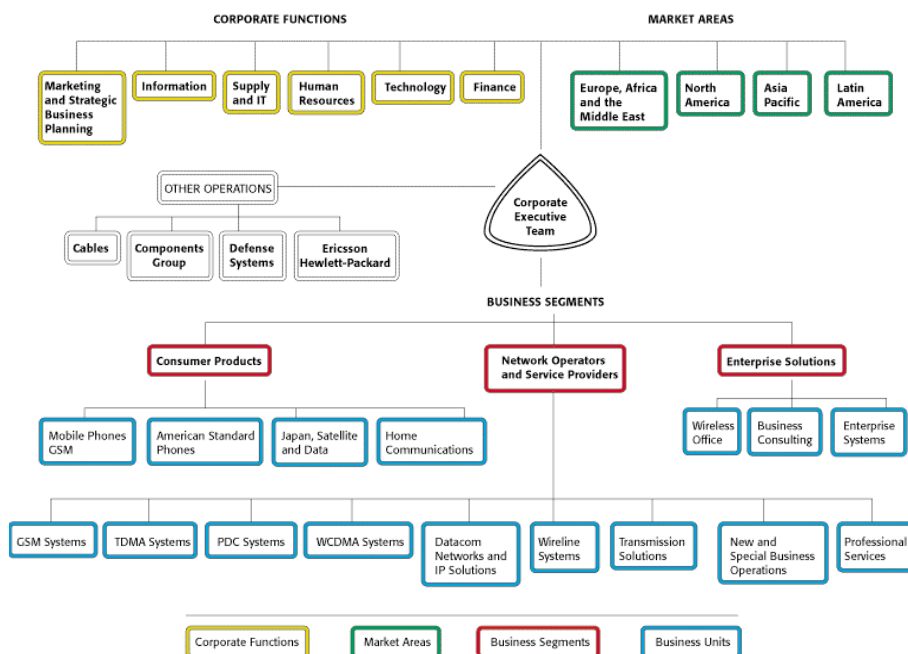 CORPORATE FUNCTIONS
MARKET AREAS
Marketing
and Strategic
Business
Planning
Information
Supply
and IT
Human
Resources
Technology
Finance
Europe, Africa
and the
Middle East
North
America
Asia
Pacific
Latin
America
OTHER OPERATIONS
Corporate
Executive
Team
Cables
Components
Group
Defense
Systems
Ericsson
Hewlett-Packard
BUSINESS SEGMENTS
Consumer Products
Network Operators
and Service Providers
Enterprise Solutions
Mobile Phones
GSM
American Standard
Phones
Japan, Satellite
and Data
Home
Communications
Wireless
Office
Business
Consulting
Enterprise
Systems
GSM Systems
TDMA Systems
PDC Systems
WCDMA Systems
Datacom
Networks and
IP Solutions
Wireline
Systems
Transmission
Solutions
New and
Special Business
Operations
Professional
Services
Corporate Functions
Market Areas
Business Segments
Business Units